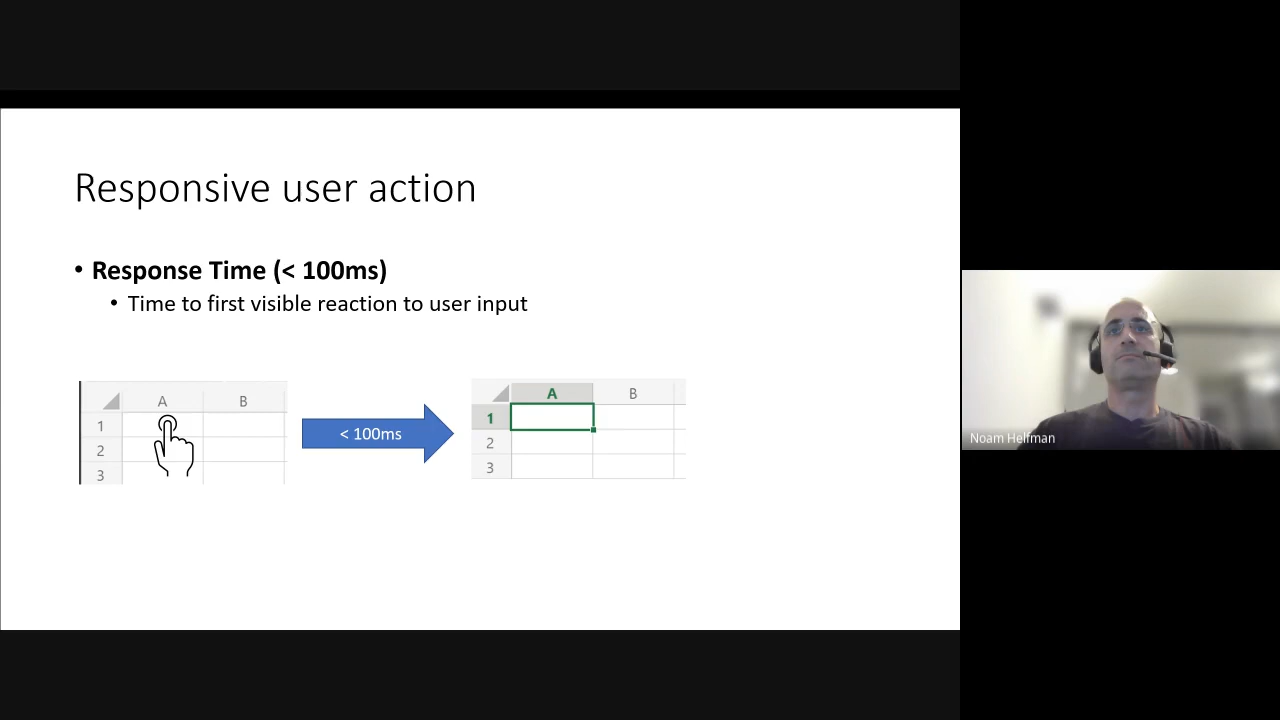 Responsive user action
• Response Time (< 100ms)
• Time to first visible reaction to user input
A B
1
2
3
< 100ms
A B
1
2
3
Noam Helfman